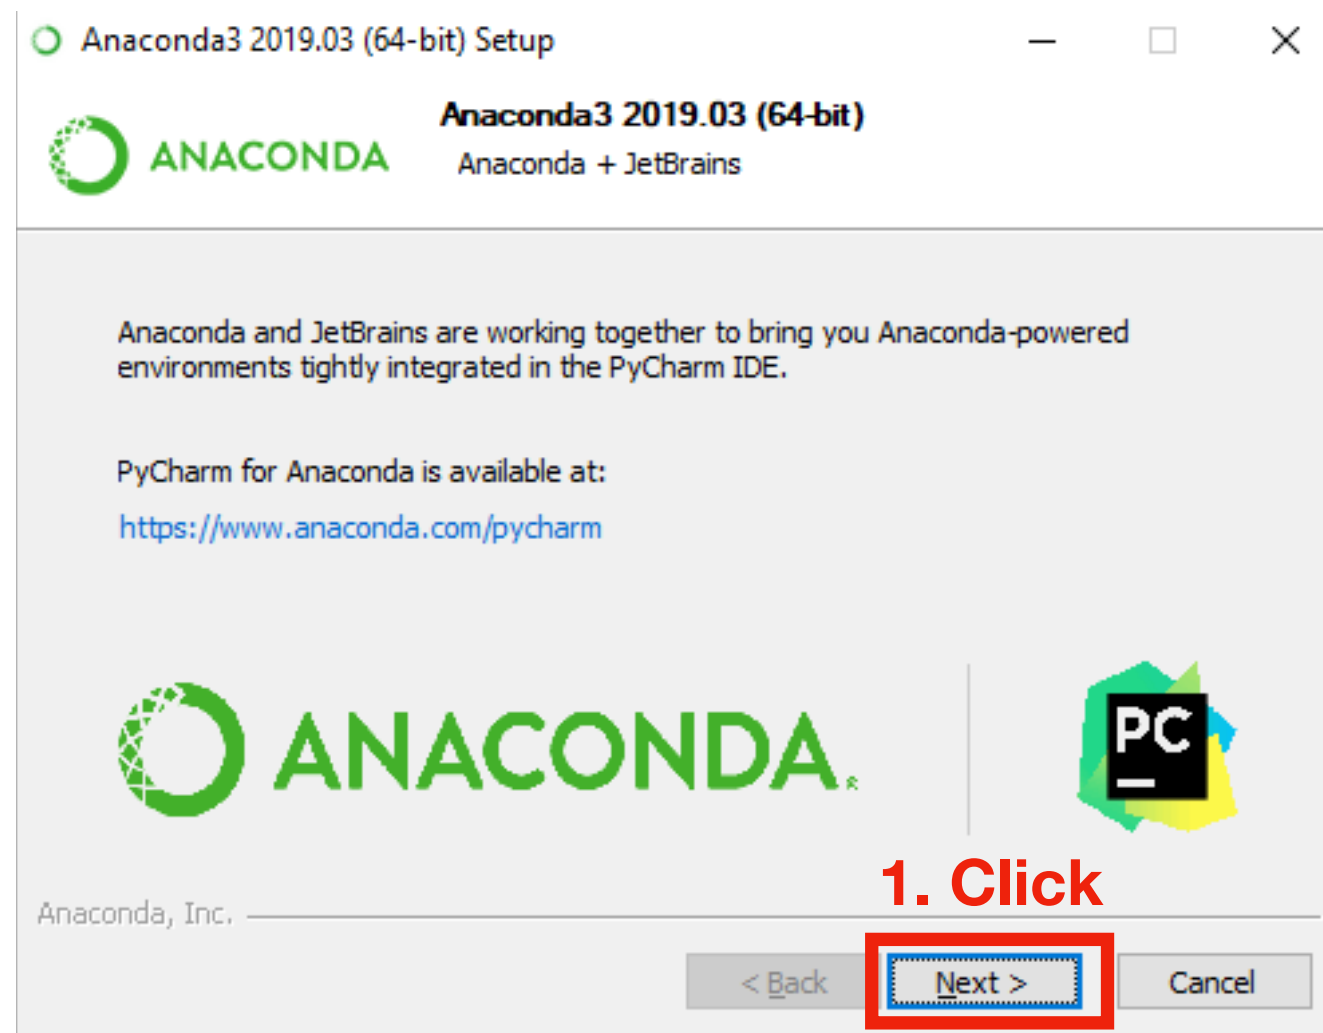 Anaconda3 2019.03 (64-bit) Setup
Anaconda3 2019.03 (64-bit)
ANACONDA
Anaconda + JetBrains
Anaconda and JetBrains are working together to bring you Anaconda-powered
environments tightly integrated in the PyCharm IDE.
PyCharm for Anaconda is available at:
https://www.anaconda.com/pycharm
ANACONDA®
PC
1. Click
Anaconda, Inc.
< Back
Next >
Cancel